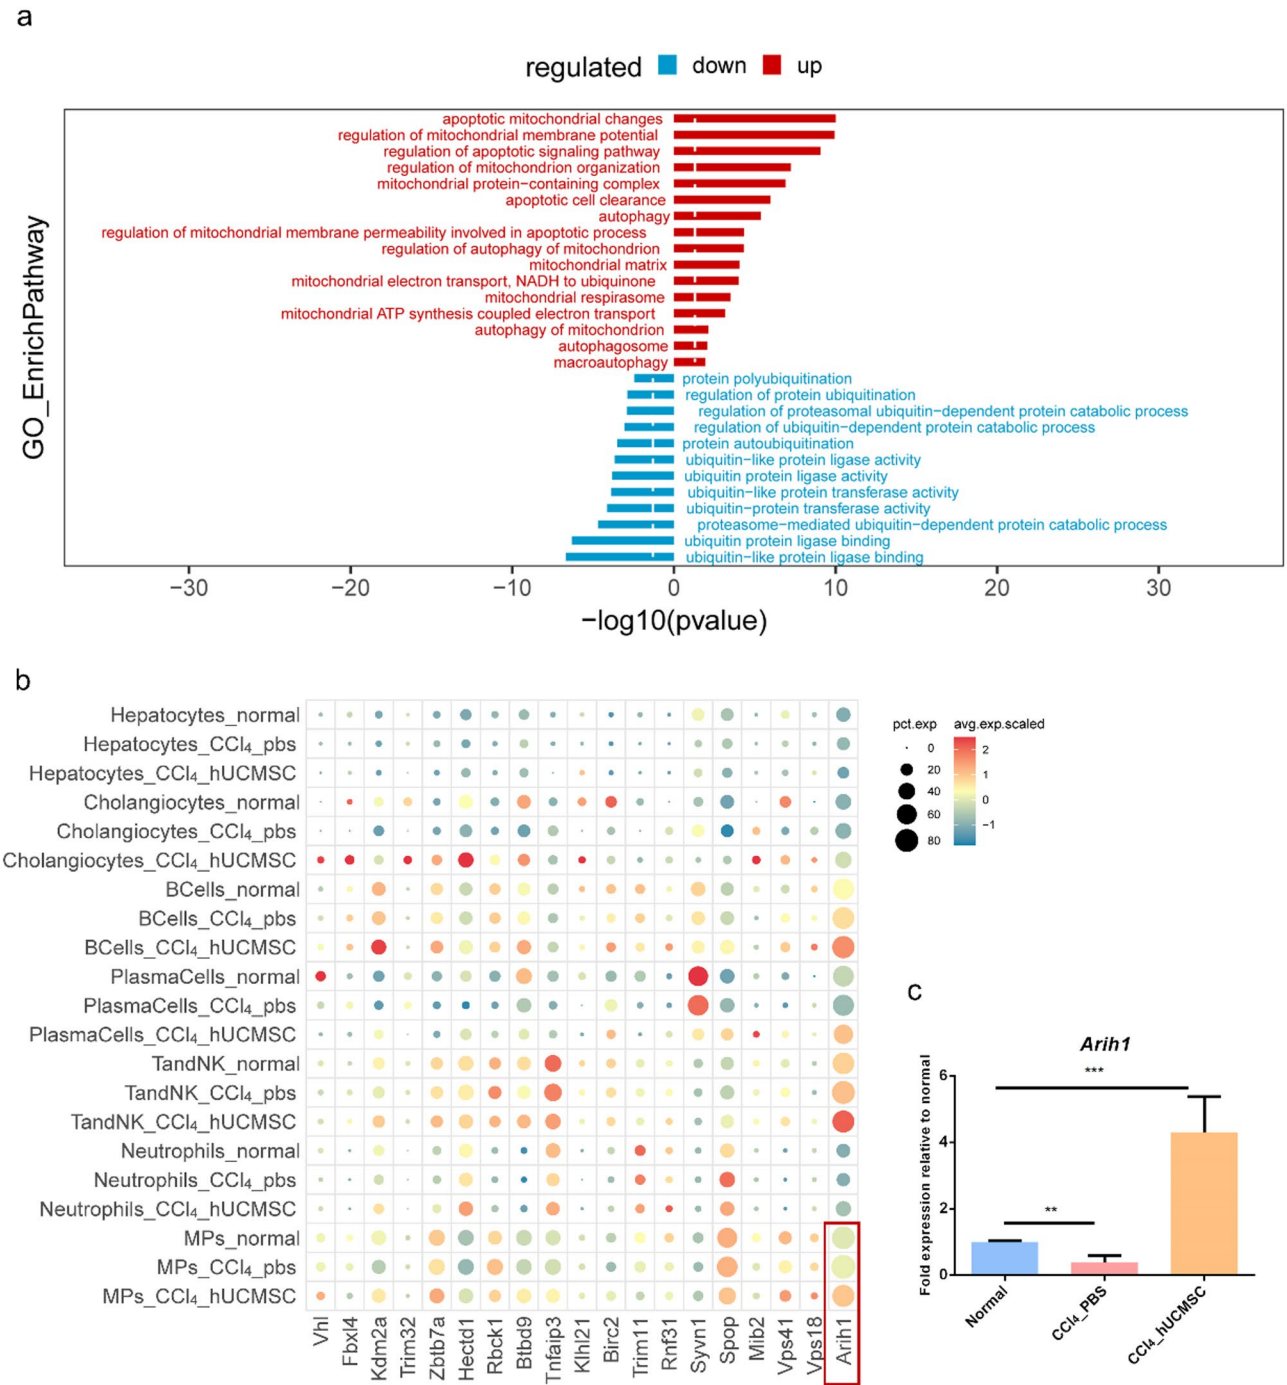 a
regulated down up
GO_EnrichPathway
apoptotic mitochondrial changes
regulation of mitochondrial membrane potential
regulation of apoptotic signaling pathway
regulation of mitochondrion organization
mitochondrial protein−containing complex
apoptotic cell clearance
autophagy
regulation of mitochondrial membrane permeability involved in apoptotic process
regulation of autophagy of mitochondrion
mitochondrial matrix
mitochondrial electron transport, NADH to ubiquinone
mitochondrial respirasome
mitochondrial ATP synthesis coupled electron transport
autophagy of mitochondrion
autophagosome
macroautophagy
protein polyubiquitination
regulation of protein ubiquitination
regulation of proteasomal ubiquitin−dependent protein catabolic process
regulation of ubiquitin−dependent protein catabolic process
protein autoubiquitination
ubiquitin−like protein ligase activity
ubiquitin protein ligase activity
ubiquitin−like protein transferase activity
ubiquitin−protein transferase activity
proteasome−mediated ubiquitin−dependent protein catabolic process
ubiquitin protein ligase binding
ubiquitin−like protein ligase binding
−30 −20 −10 0 10 20 30
−log10(pvalue)
b
Hepatocytes_normal
Hepatocytes_CCl₄_pbs
Hepatocytes_CCl₄_hUCMSC
Cholangiocytes_normal
Cholangiocytes_CCl₄_pbs
Cholangiocytes_CCl₄_hUCMSC
BCells_normal
BCells_CCl₄_pbs
BCells_CCl₄_hUCMSC
PlasmaCells_normal
PlasmaCells_CCl₄_pbs
PlasmaCells_CCl₄_hUCMSC
TandNK_normal
TandNK_CCl₄_pbs
TandNK_CCl₄_hUCMSC
Neutrophils_normal
Neutrophils_CCl₄_pbs
Neutrophils_CCl₄_hUCMSC
MPs_normal
MPs_CCl₄_pbs
MPs_CCl₄_hUCMSC
Vhl Fbxl4 Kdm2a Trim32 Zbtb7a Hectd1 Rbck1 Btbd9 Tnfaip3 Klhl21 Birc2 Trim11 Rnf31 Syvn1 Spop Mib2 Vps41 Vps18 Arih1
pct.exp avg.exp.scaled
0
20
40
60
80
2
1
0
−1
c
Arih1
Fold expression relative to normal
6
4
2
0
***
**
Normal
CCl₄_PBS
CCl₄_hUCMSC